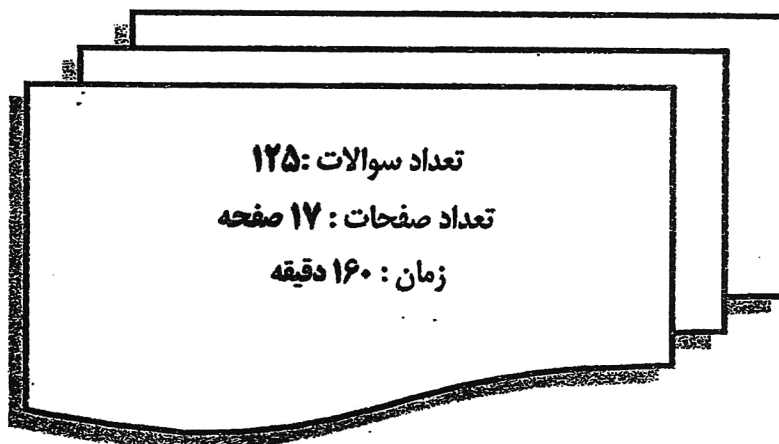 تعداد سوالات :۱۲۵
تعداد صفحات : ۱۷ صفحه
زمان : ۱۶۰ دقیقه